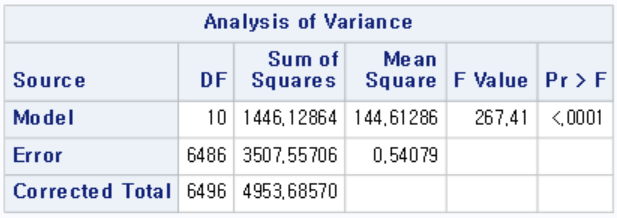 Analysis of Variance
Source DF Sum of Squares Mean Square F Value Pr > F
Model 10 1446,12864 144,61286 267,41 <,0001
Error 6486 3507,55706 0,54079
Corrected Total 6496 4953,68570